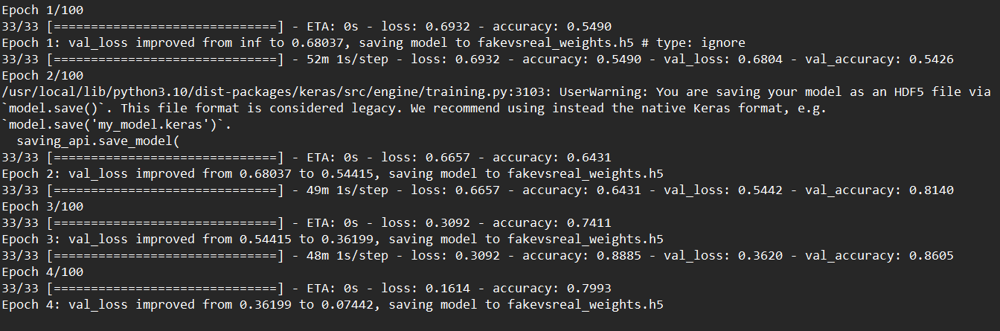 Epoch 1/100
33/33 [==============================] - ETA: 0s - loss: 0.6932 - accuracy: 0.5490
Epoch 1: val_loss improved from inf to 0.68037, saving model to fakevsreal_weights.h5 # type: ignore
33/33 [==============================] - 52m 1s/step - loss: 0.6932 - accuracy: 0.5490 - val_loss: 0.6804 - val_accuracy: 0.5426
Epoch 2/100
/usr/local/lib/python3.10/dist-packages/keras/src/engine/training.py:3103: UserWarning: You are saving your model as an HDF5 file via
`model.save()`. This file format is considered legacy. We recommend using instead the native Keras format, e.g.
`model.save('my_model.keras')`.
  saving_api.save_model(
33/33 [==============================] - ETA: 0s - loss: 0.6657 - accuracy: 0.6431
Epoch 2: val_loss improved from 0.68037 to 0.54415, saving model to fakevsreal_weights.h5
33/33 [==============================] - 49m 1s/step - loss: 0.6657 - accuracy: 0.6431 - val_loss: 0.5442 - val_accuracy: 0.8140
Epoch 3/100
33/33 [==============================] - ETA: 0s - loss: 0.3092 - accuracy: 0.7411
Epoch 3: val_loss improved from 0.54415 to 0.36199, saving model to fakevsreal_weights.h5
33/33 [==============================] - 48m 1s/step - loss: 0.3092 - accuracy: 0.8885 - val_loss: 0.3620 - val_accuracy: 0.8605
Epoch 4/100
33/33 [==============================] - ETA: 0s - loss: 0.1614 - accuracy: 0.7993
Epoch 4: val_loss improved from 0.36199 to 0.07442, saving model to fakevsreal_weights.h5